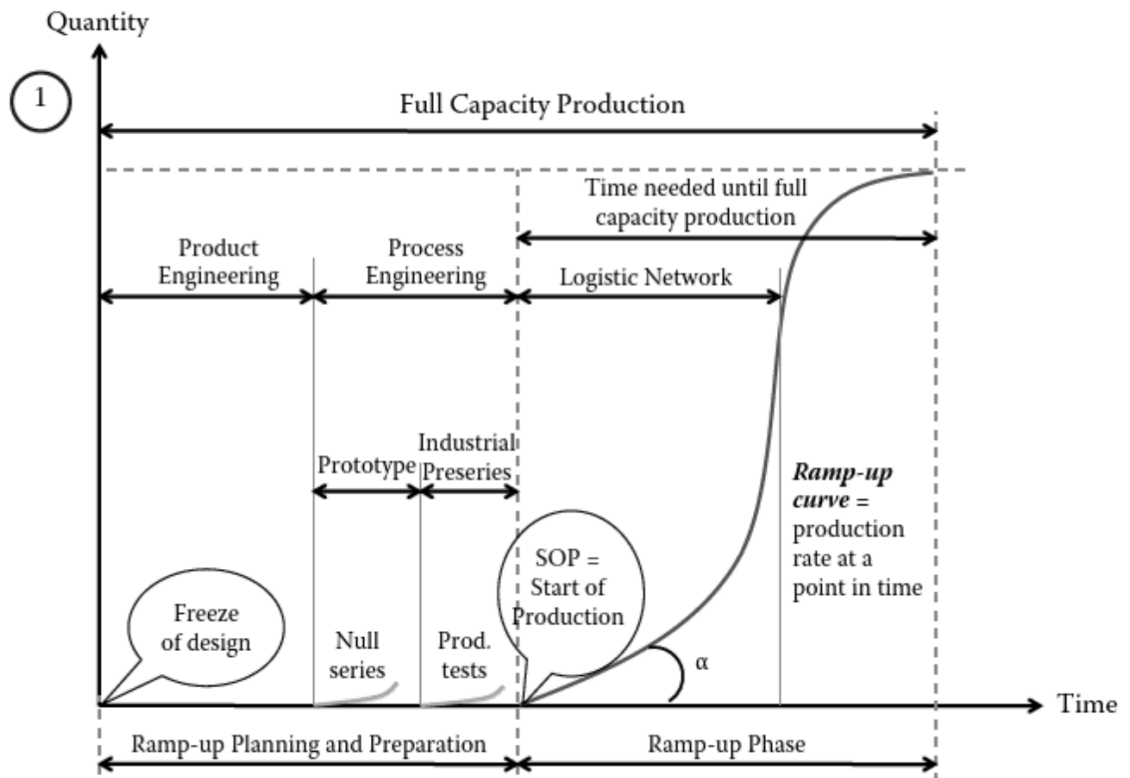 Quantity
1
Full Capacity Production
Time needed until full
capacity production
Product
Engineering
Process
Engineering
Logistic Network
Prototype
Industrial
Preseries
Ramp-up
curve =
production
rate at a
point in time
SOP =
Start of
Production
Freeze
of design
Null
series
Prod.
tests
α
Time
Ramp-up Planning and Preparation
Ramp-up Phase